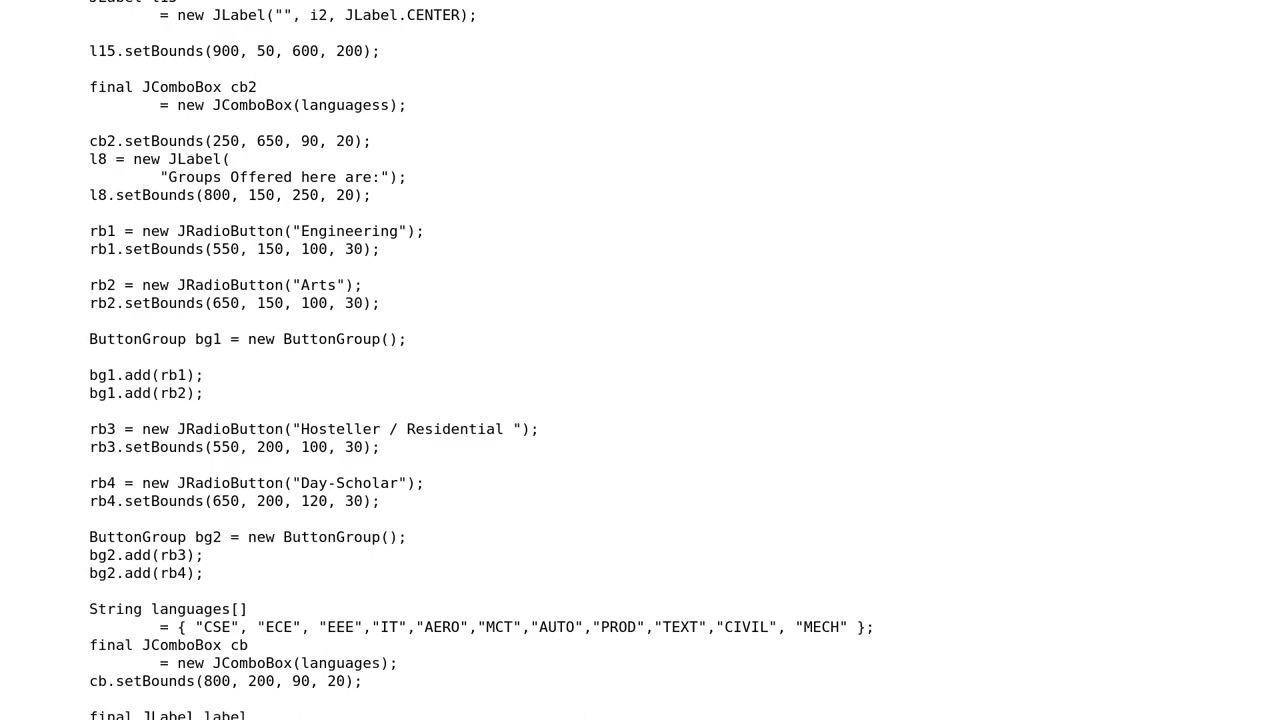 JLabel l15
= new JLabel("", i2, JLabel.CENTER);
l15.setBounds(900, 50, 600, 200);
final JComboBox cb2
= new JComboBox(languagess);
cb2.setBounds(250, 650, 90, 20);
l8 = new JLabel(
"Groups Offered here are:");
l8.setBounds(800, 150, 250, 20);
rb1 = new JRadioButton("Engineering");
rb1.setBounds(550, 150, 100, 30);
rb2 = new JRadioButton("Arts");
rb2.setBounds(650, 150, 100, 30);
ButtonGroup bg1 = new ButtonGroup();
bg1.add(rb1);
bg1.add(rb2);
rb3 = new JRadioButton("Hosteller / Residential ");
rb3.setBounds(550, 200, 100, 30);
rb4 = new JRadioButton("Day-Scholar");
rb4.setBounds(650, 200, 120, 30);
ButtonGroup bg2 = new ButtonGroup();
bg2.add(rb3);
bg2.add(rb4);
String languages[]
= { "CSE", "ECE", "EEE","IT","AERO","MCT","AUTO","PROD","TEXT","CIVIL", "MECH" };
final JComboBox cb
= new JComboBox(languages);
cb.setBounds(800, 200, 90, 20);
final JLabel label